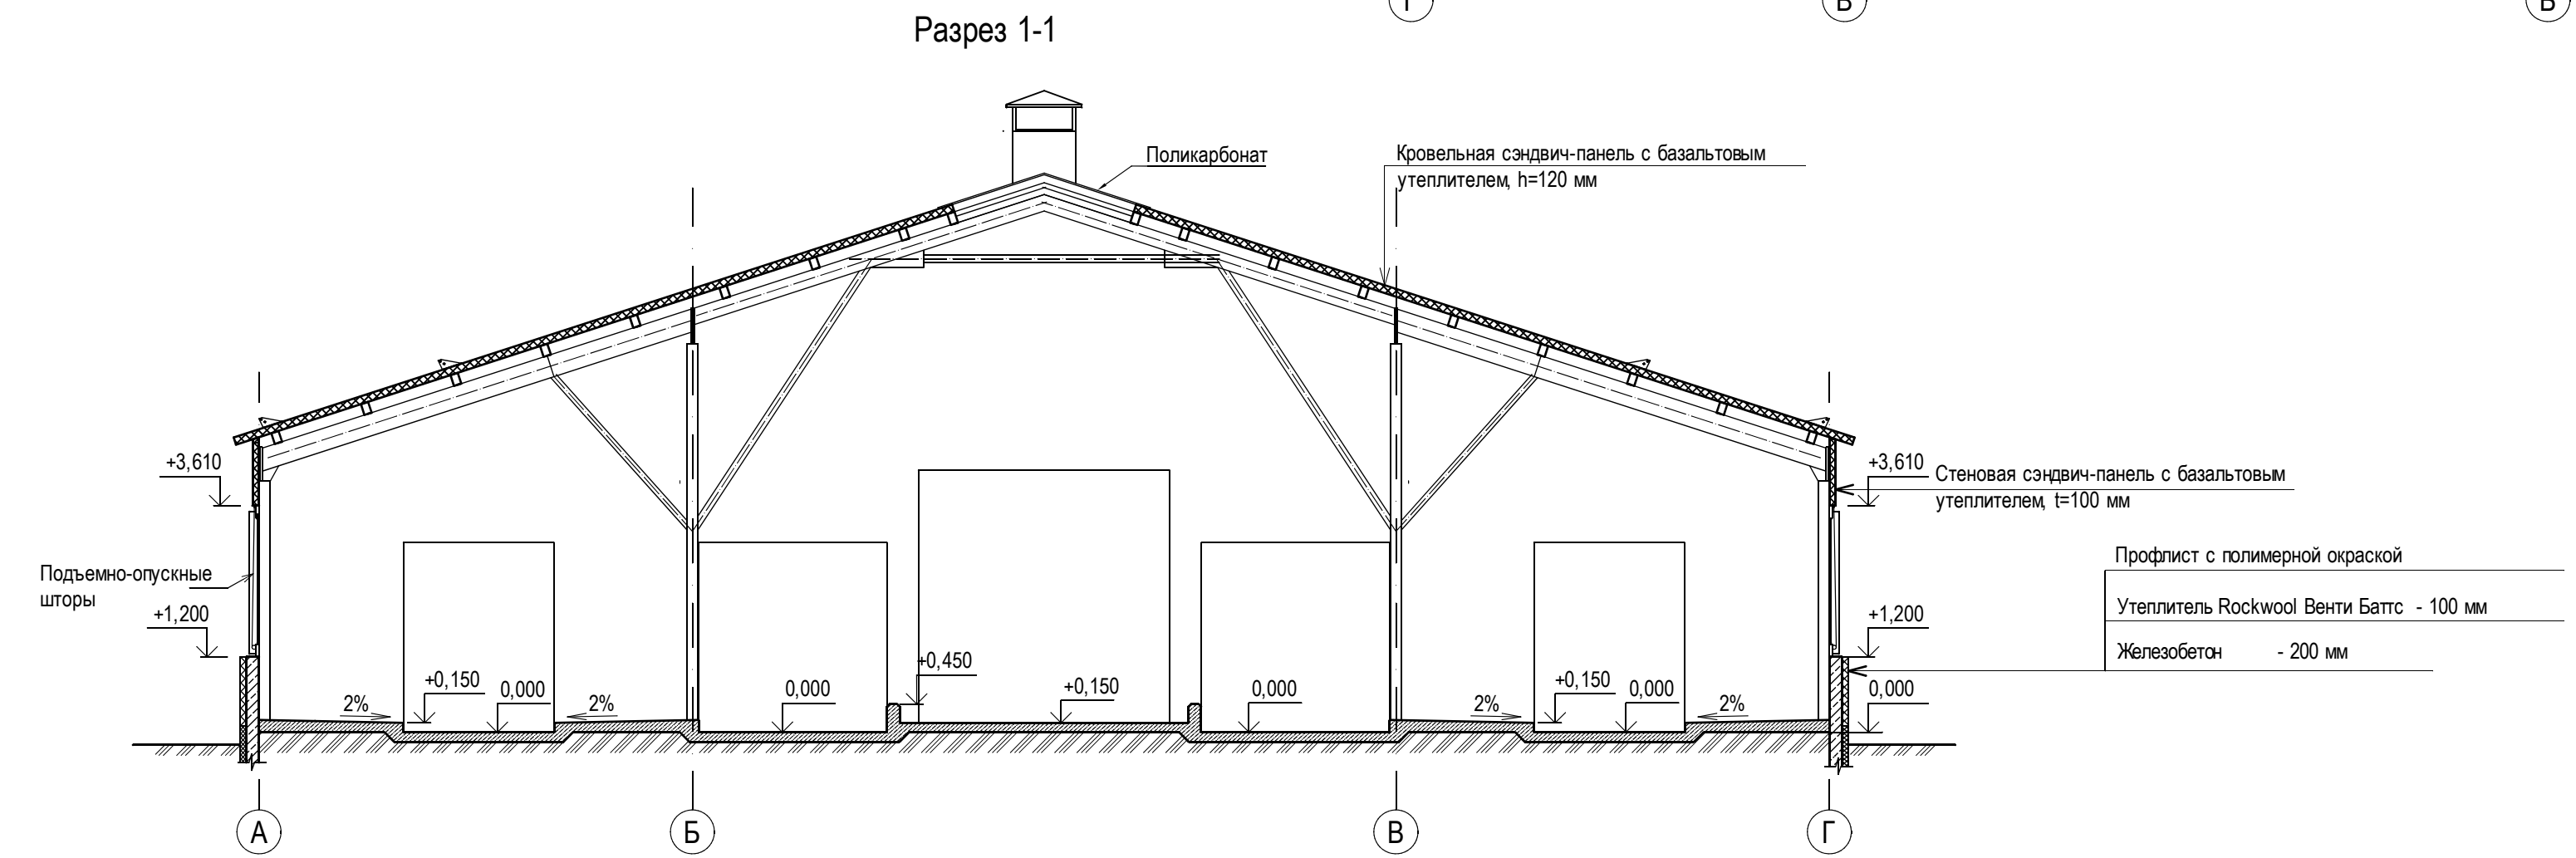 Г В Б
Разрез 1-1
Поликарбонат
Кровельная сэндвич-панель с базальтовым
утеплителем, h=120 мм
+3,610
+3,610
Стеновая сэндвич-панель с базальтовым
утеплителем, t=100 мм
Подъемно-опускные
шторы
Профлист с полимерной окраской
+1,200
+1,200
Утеплитель Rockwool Венти Баттс - 100 мм
Железобетон - 200 мм
2%
+0,150
0,000
2%
0,000
+0,450
+0,150
0,000
2%
+0,150
0,000
2%
0,000
А Б В Г